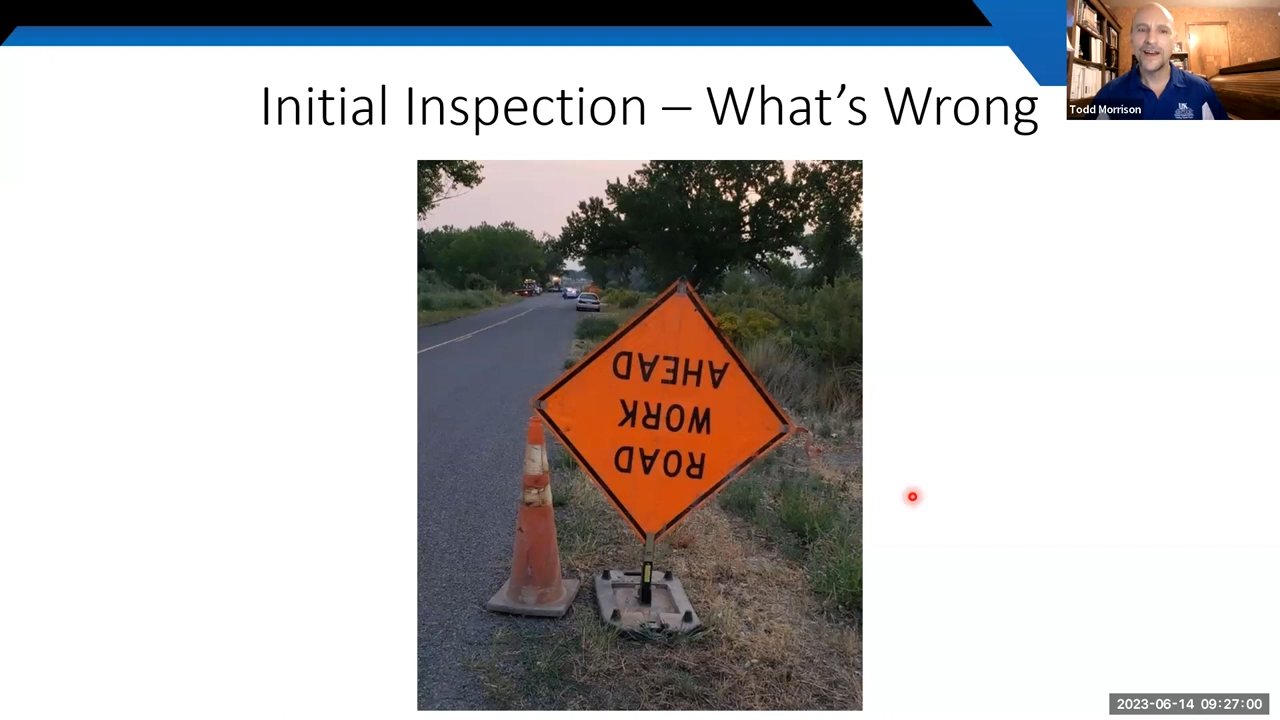 Initial Inspection – What's Wrong
Todd Morrison
ROAD
WORK
AHEAD
2023-06-14 09:27:00